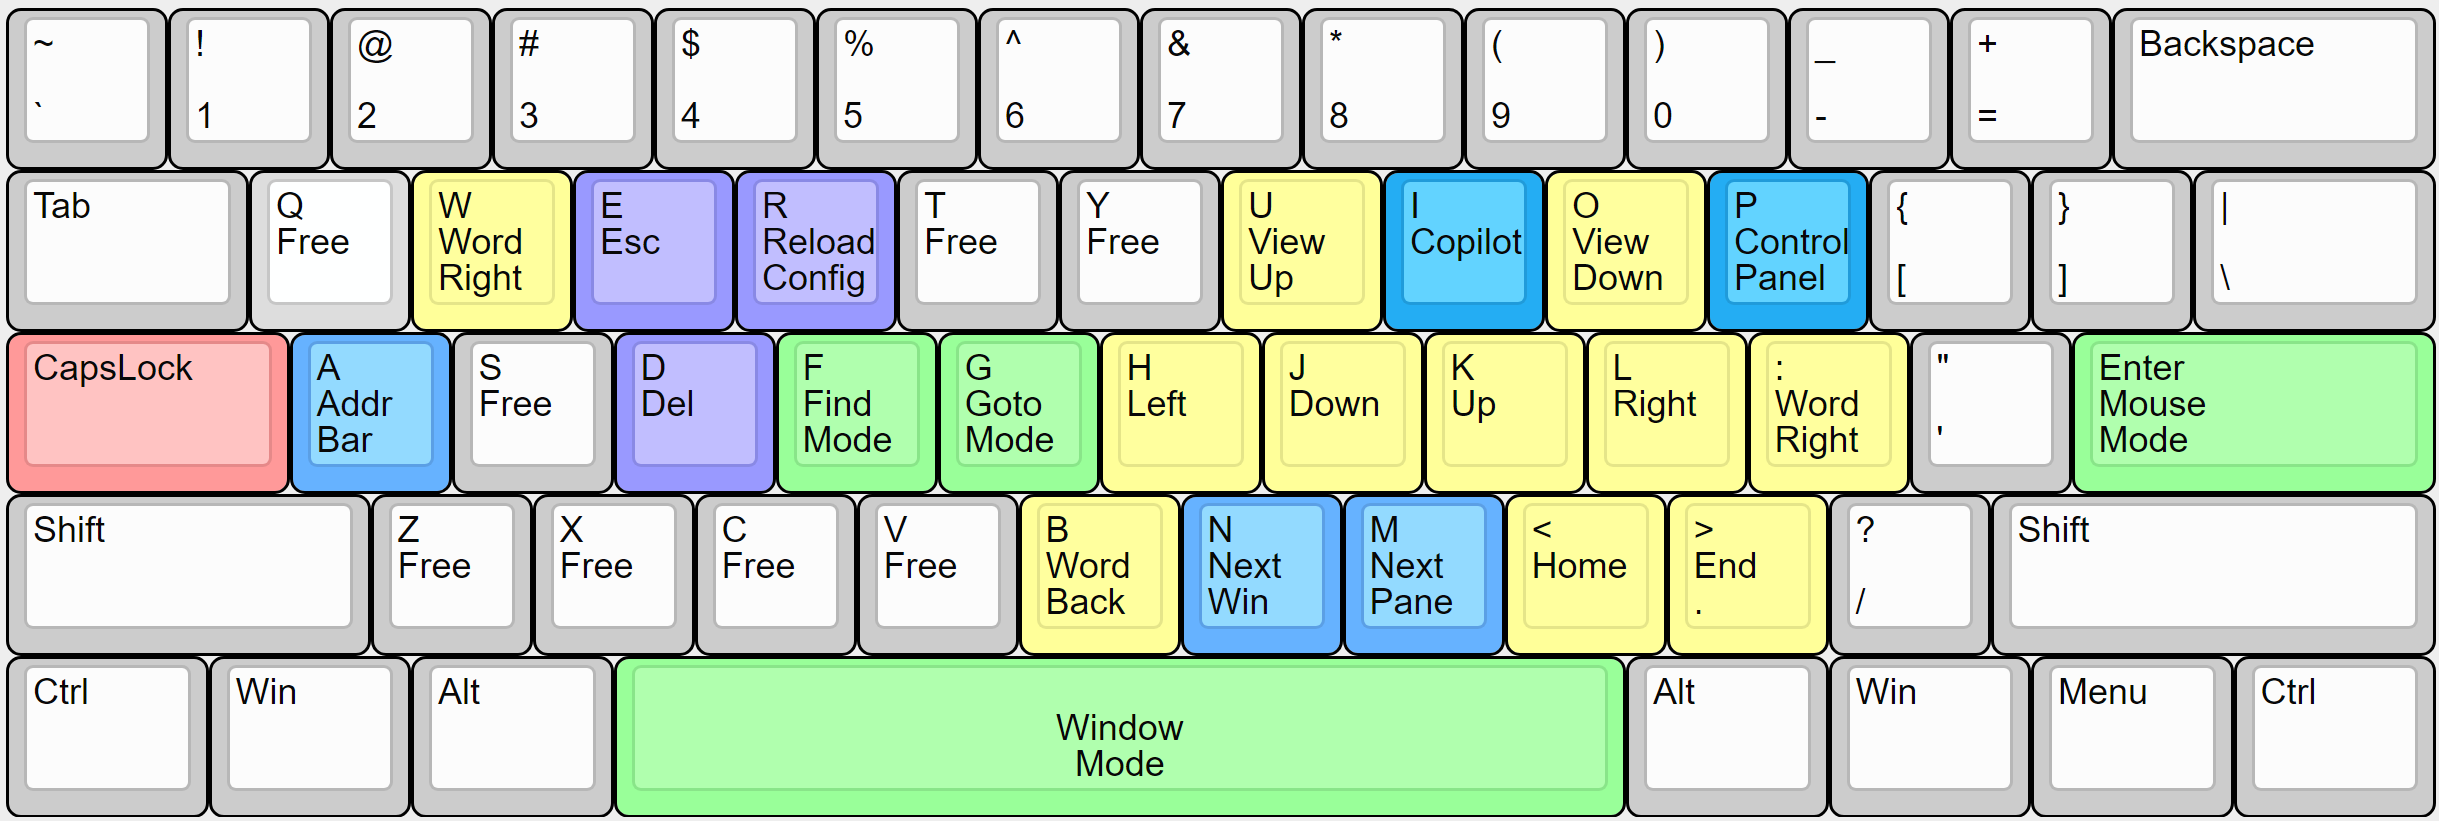 ~ ! @ # $ % ^ & * ( ) _ + Backspace
` 1 2 3 4 5 6 7 8 9 0 - =
Tab Q W E R T Y U I O P { } |
Free Word Esc Reload Free Free View Copilot View Control
Right Config Up Down Panel [ ] \
CapsLock A S D F G H J K L : " Enter
Addr Free Del Find Goto Left Down Up Right Word Mouse
Bar Mode Mode Right ' Mode
Shift Z X C V B N M < > ? Shift
Free Free Free Free Word Next Next Home End
Back Win Pane . /
Ctrl Win Alt Alt Win Menu Ctrl
Window
Mode